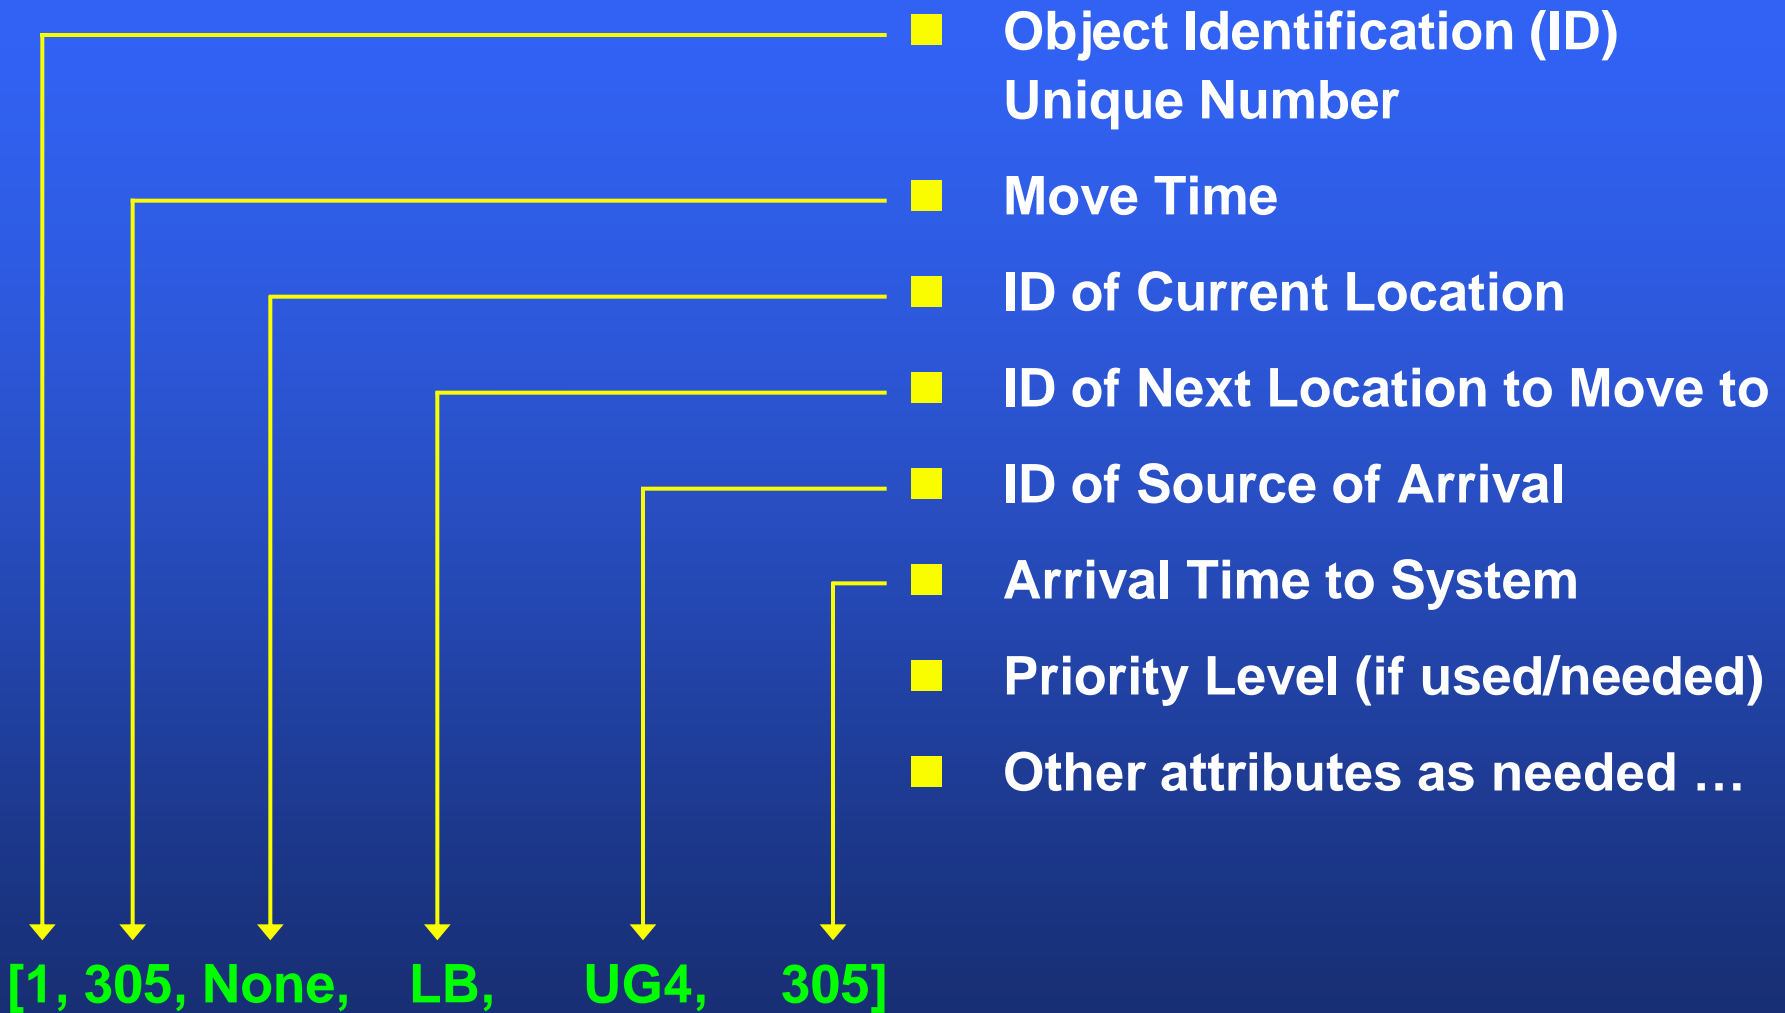 Object Identification (ID)
Unique Number
Move Time
ID of Current Location
ID of Next Location to Move to
ID of Source of Arrival
Arrival Time to System
Priority Level (if used/needed)
Other attributes as needed …
[1, 305, None, LB, UG4, 305]